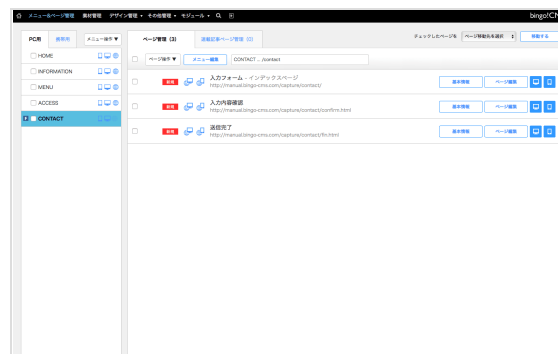 メニュー&ページ管理 素材管理 デザイン管理 ▾ その他管理 ▾ モジュール ▾ bingo!CM
PC用 携帯用 メニュー操作 ▼
HOME
INFORMATION
MENU
ACCESS
CONTACT
ページ管理 (3) 連載記事ページ管理 (0) チェックしたページを ページ移動先を選択 移動する
ページ操作 ▼ メニュー編集 CONTACT ... /contact
入力フォーム - インデックスページ
http://manual.bingo-cms.com/capture/contact/
基本情報 ページ編集
入力内容確認
http://manual.bingo-cms.com/capture/contact/confirm.html
基本情報 ページ編集
送信完了
http://manual.bingo-cms.com/capture/contact/fin.html
基本情報 ページ編集